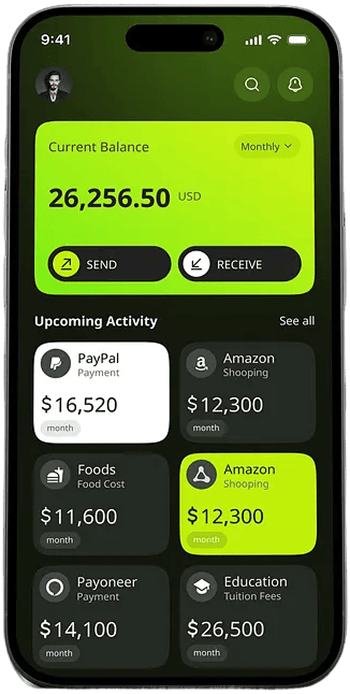 9:41
Current Balance
Monthly
26,256.50 USD
SEND
RECEIVE
Upcoming Activity
See all
PayPal
Payment
$16,520
month
Amazon
Shooping
$12,300
month
Foods
Food Cost
$11,600
month
Amazon
Shooping
$12,300
month
Payoneer
Payment
$14,100
month
Education
Tuition Fees
$26,500
month